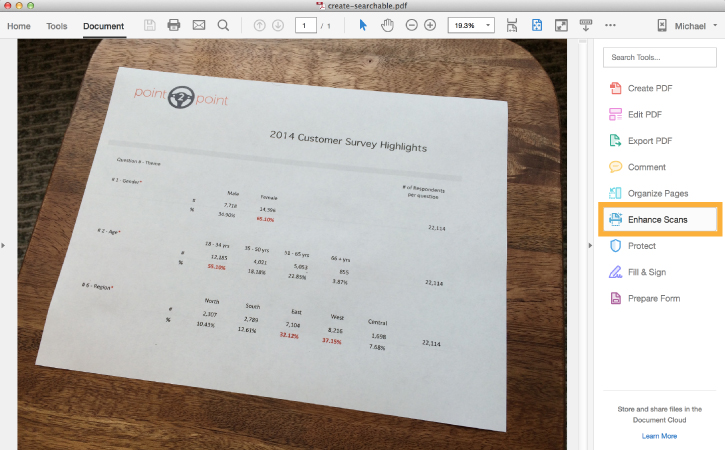 create-searchable.pdf
Home Tools Document 1 / 1 19.3% Michael
Search Tools...
Create PDF
Edit PDF
Export PDF
Comment
Organize Pages
Enhance Scans
Protect
Fill & Sign
Prepare Form
Store and share files in the
Document Cloud
Learn More
point 2 point
2014 Customer Survey Highlights
Question # - Theme
# of Respondents
per question
# 1 - Gender*
Male Female
# 7,718 14,396 22,114
% 34.90% 65.10%
# 2 - Age*
18 - 34 yrs 35 - 50 yrs 51 - 65 yrs 66 + yrs
# 12,185 4,021 5,053 855 22,114
% 55.10% 18.18% 22.85% 3.87%
# 6 - Region*
North South East West Central
# 2,307 2,789 7,104 8,216 1,698 22,114
% 10.43% 12.61% 32.12% 37.15% 7.68%